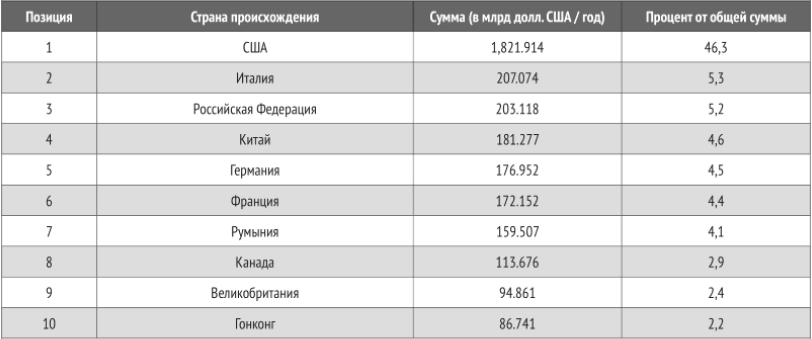 Позиция Страна происхождения Сумма (в млрд долл. США / год) Процент от общей суммы
1 США 1,821.914 46,3
2 Италия 207.074 5,3
3 Российская Федерация 203.118 5,2
4 Китай 181.277 4,6
5 Германия 176.952 4,5
6 Франция 172.152 4,4
7 Румыния 159.507 4,1
8 Канада 113.676 2,9
9 Великобритания 94.861 2,4
10 Гонконг 86.741 2,2